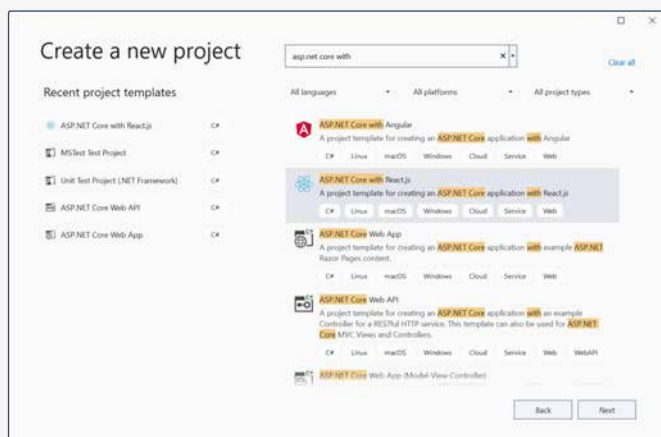 Create a new project
asp.net core with
Clear all
Recent project templates
ASP.NET Core with React.js C#
MSTest Test Project C#
Unit Test Project (.NET Framework) C#
ASP.NET Core Web API C#
ASP.NET Core Web App C#
All languages All platforms All project types
ASP.NET Core with Angular
A project template for creating an ASP.NET Core application with Angular
C# Linux macOS Windows Cloud Service Web
ASP.NET Core with React.js
A project template for creating an ASP.NET Core application with React.js
C# Linux macOS Windows Cloud Service Web
ASP.NET Core Web App
A project template for creating an ASP.NET Core application with example ASP.NET
Razor Pages content.
C# Linux macOS Windows Cloud Service Web
ASP.NET Core Web API
A project template for creating an ASP.NET Core application with an example
Controller for a RESTful HTTP service. This template can also be used for ASP.NET
Core MVC Views and Controllers.
C# Linux macOS Windows Cloud Service Web WebAPI
ASP.NET Core Web App (Model-View-Controller)
Back Next